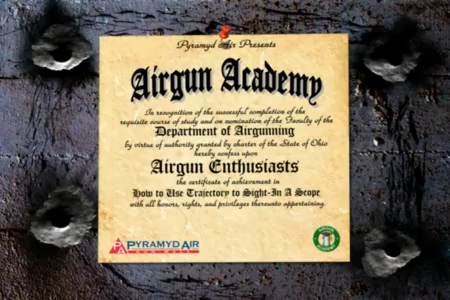 Pyramyd Air Presents
Airgun Academy
In recognition of the successful completion of the
requisite course of study and on nomination of the Faculty of the
Department of Airgunning
by virtue of authority granted by charter of the State of Ohio
hereby confers upon
Airgun Enthusiasts
the certificate of achievement in
How to Use Trajectory to Sight-In A Scope
with all honors, rights, and privileges thereunto appertaining.
PYRAMYD AIR
AIRGUN MALL